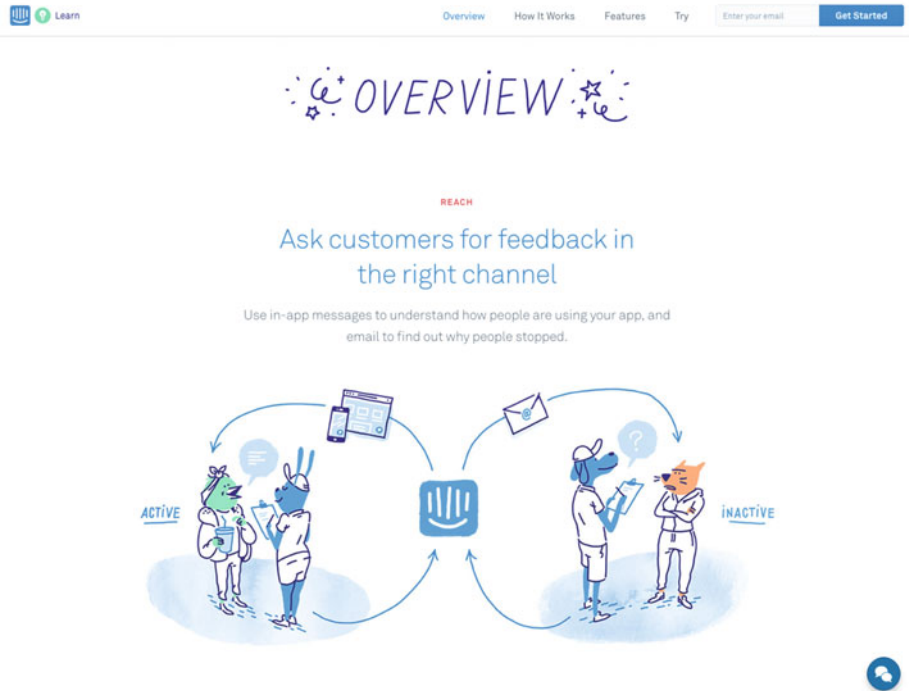 Learn
Overview How It Works Features Try Enter your email Get Started
OVERViEW
REACH
Ask customers for feedback in
the right channel
Use in-app messages to understand how people are using your app, and
email to find out why people stopped.
@
?
ACTiVE
iNACTiVE